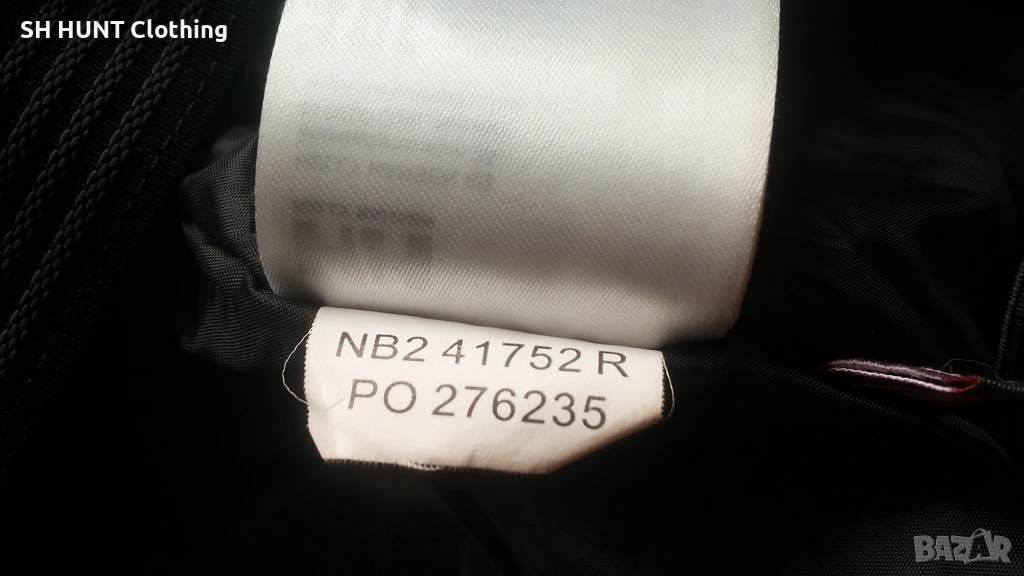 SH HUNT Clothing
NB2 41752 R
PO 276235
BAZAR